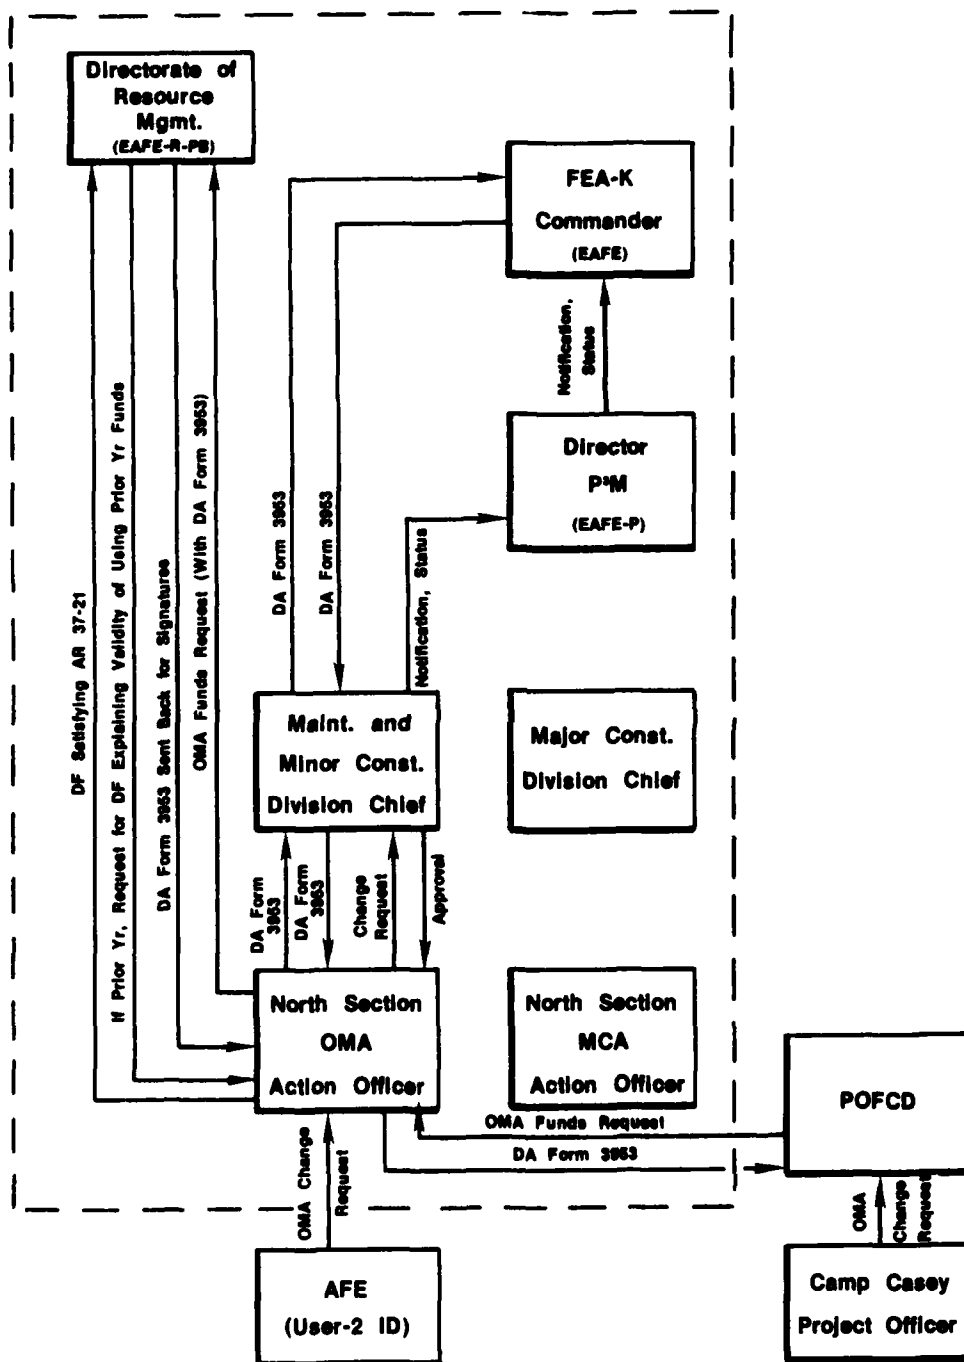 Directorate of
Resource
Mgmt.
(EAFE-R-PB)
FEA-K
Commander
(EAFE)
Notification,
Status
Director
P³M
(EAFE-P)
DF Satisfying AR 37-21
If Prior Yr, Request for DF Explaining Validity of Using Prior Yr Funds
DA Form 3953 Sent Back for Signatures
OMA Funds Request (With DA Form 3953)
DA Form 3953
DA Form 3953
Notification, Status
Maint. and
Minor Const.
Division Chief
Major Const.
Division Chief
DA Form
3953
DA Form
3953
Change
Request
Approval
North Section
OMA
Action Officer
North Section
MCA
Action Officer
POFCD
OMA Funds Request
DA Form 3953
OMA Change
Request
OMA
Change
Request
AFE
(User-2 ID)
Camp Casey
Project Officer